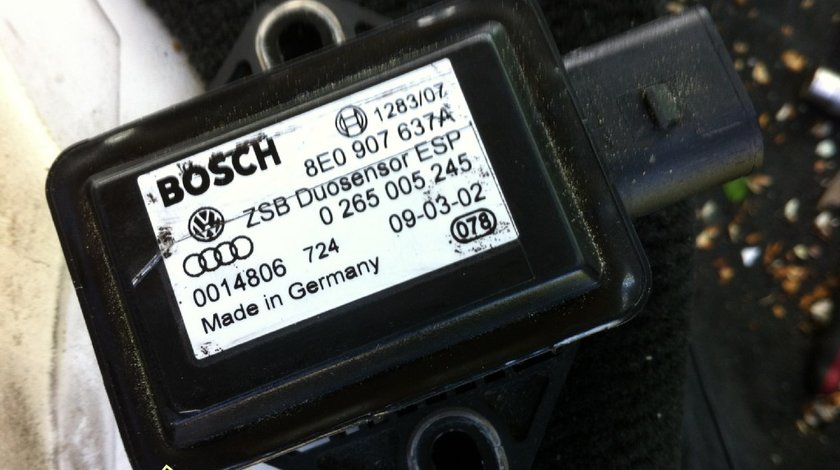 1283/07
BOSCH 8E0 907 637A
ZSB Duosensor ESP
0 265 005 245
0014806 724 09-03-02
Made in Germany 078